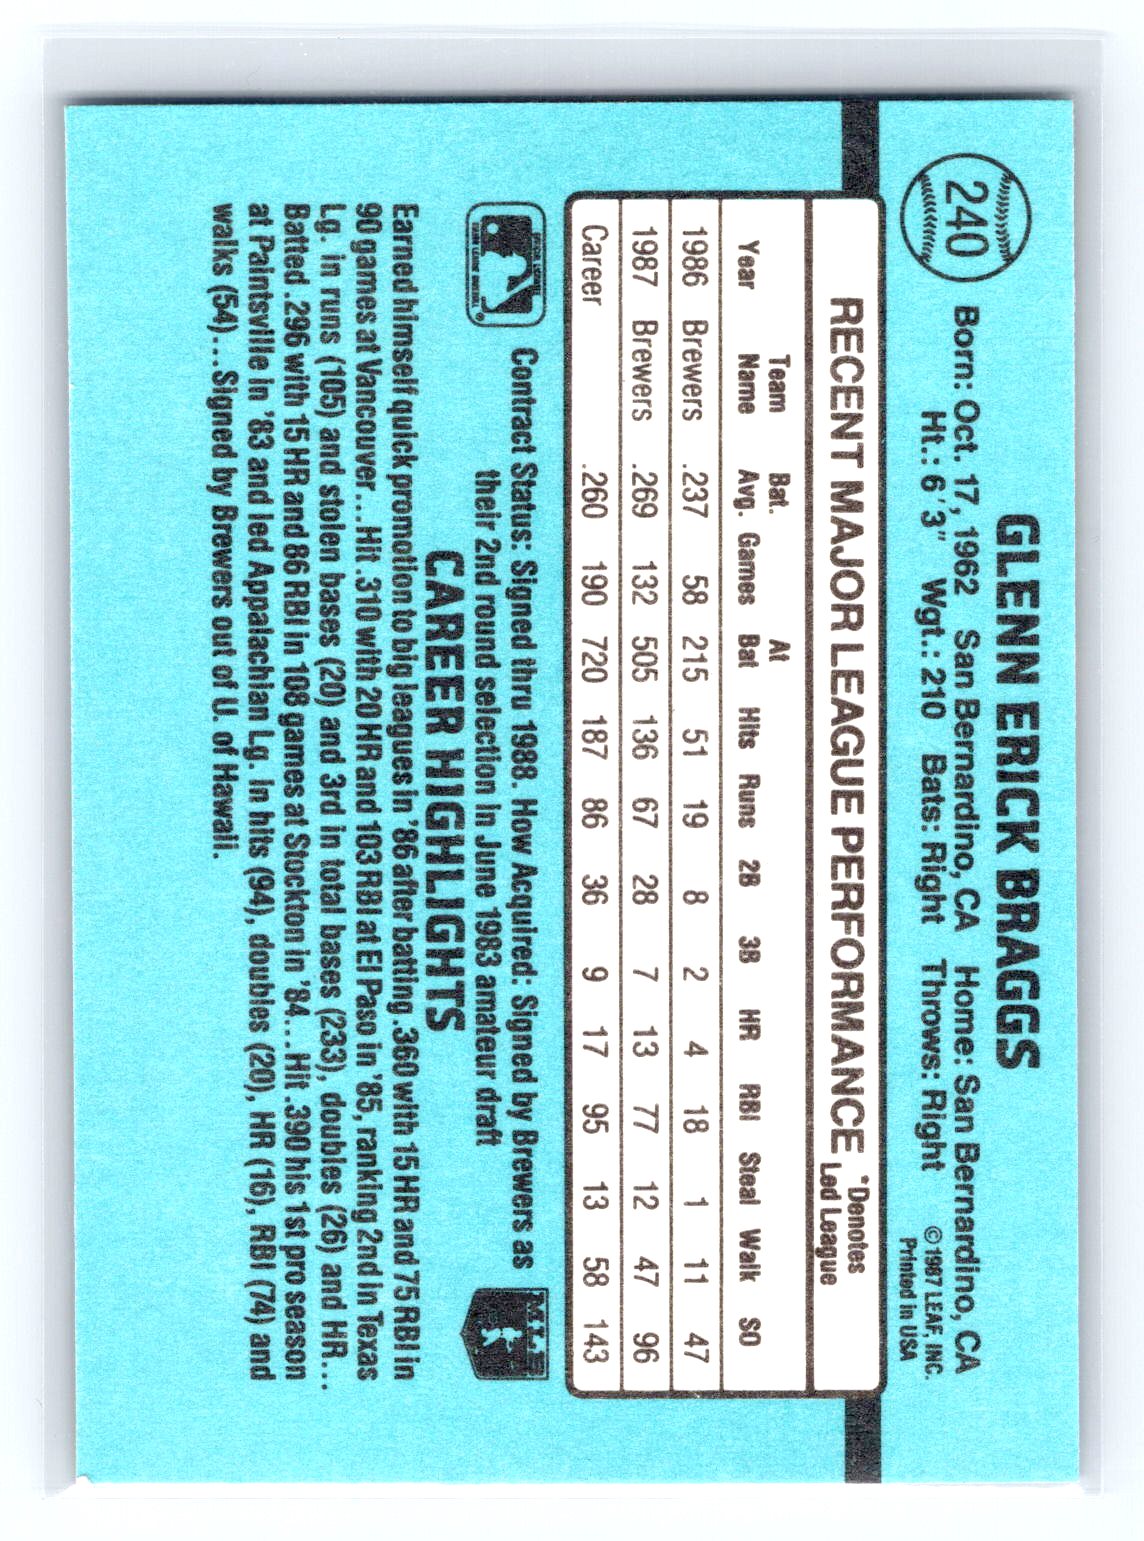 GLENN ERICK BRAGGS
240
Born: Oct. 17, 1962 San Bernardino, CA Home: San Bernardino, CA
Ht.: 6'3" Wgt.: 210 Bats: Right Throws: Right
©1987 LEAF, INC.
Printed in USA
RECENT MAJOR LEAGUE PERFORMANCE *Denotes Led League
Year Team Name Bat. Avg. Games At Bat Hits Runs 2B 3B HR RBI Steal Walk SO
1986 Brewers .237 58 215 51 19 8 2 4 18 1 11 47
1987 Brewers .269 132 505 136 67 28 7 13 77 12 47 96
Career .260 190 720 187 86 36 9 17 95 13 58 143
Contract Status: Signed thru 1988. How Acquired: Signed by Brewers as
their 2nd round selection in June 1983 amateur draft
CAREER HIGHLIGHTS
Earned himself quick promotion to big leagues in '86 after batting .360 with 15 HR and 75 RBI in
90 games at Vancouver...Hit .310 with 20 HR and 103 RBI at El Paso in '85, ranking 2nd in Texas
Lg. in runs (105) and stolen bases (20) and 3rd in total bases (233), doubles (26) and HR...
Batted .296 with 15 HR and 86 RBI in 108 games at Stockton in '84...Hit .390 his 1st pro season
at Paintsville in '83 and led Appalachian Lg. in hits (94), doubles (20), HR (16), RBI (74) and
walks (54)...Signed by Brewers out of U. of Hawaii.